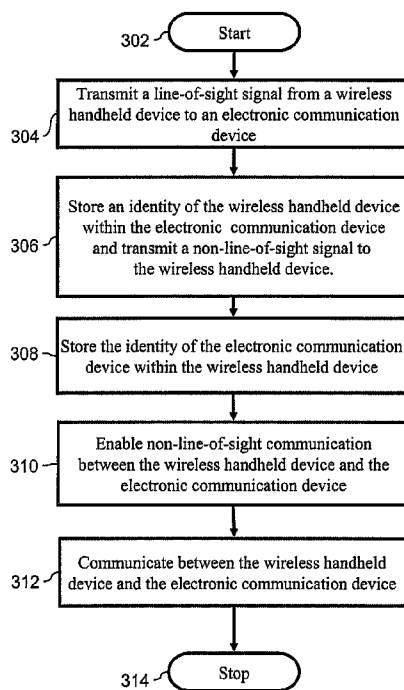 302
Start
304
Transmit a line-of-sight signal from a wireless
handheld device to an electronic communication
device
306
Store an identity of the wireless handheld device
within the electronic communication device
and transmit a non-line-of-sight signal to
the wireless handheld device.
308
Store the identity of the electronic communication
device within the wireless handheld device
310
Enable non-line-of-sight communication
between the wireless handheld device and the
electronic communication device
312
Communicate between the wireless handheld
device and the electronic communication device
314
Stop